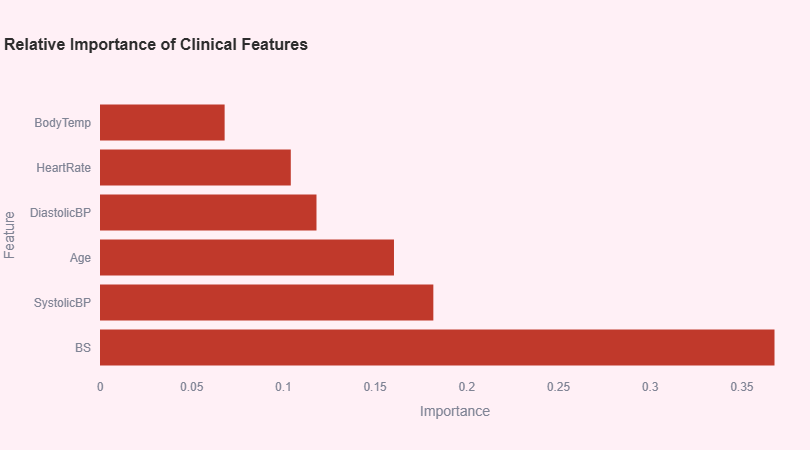 Relative Importance of Clinical Features
BodyTemp
HeartRate
DiastolicBP
Age
SystolicBP
BS
Feature
0 0.05 0.1 0.15 0.2 0.25 0.3 0.35
Importance